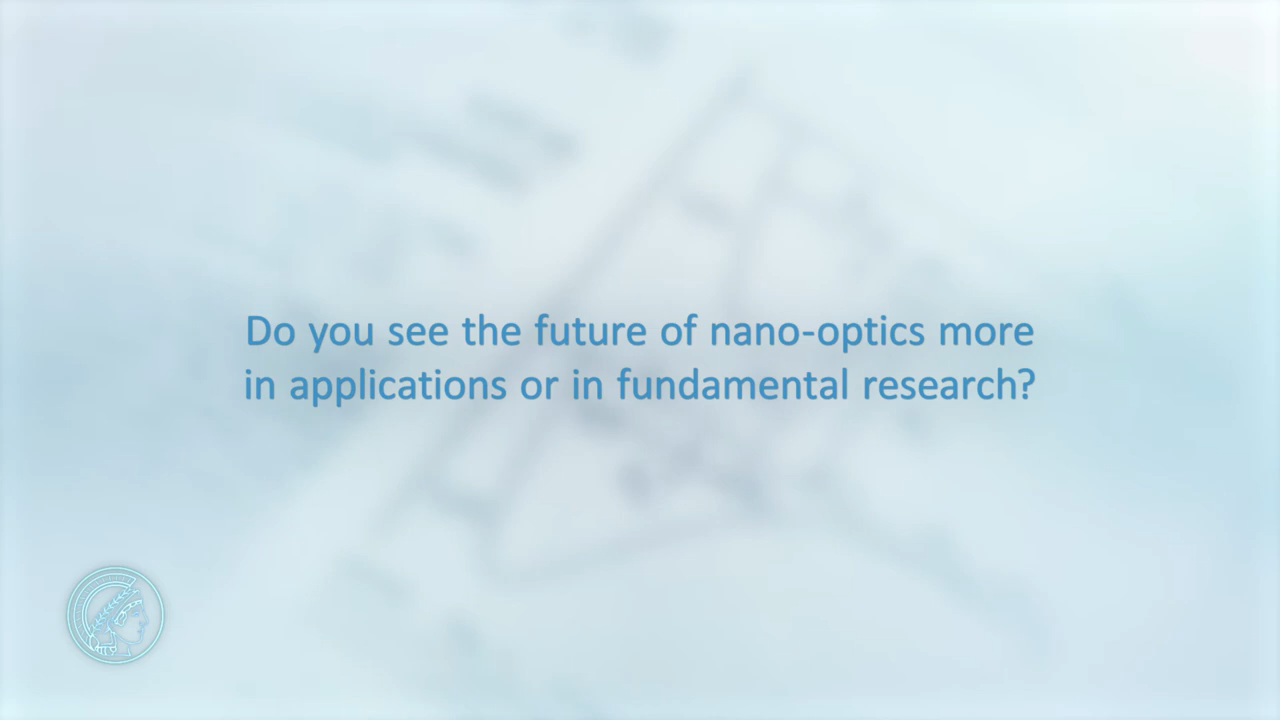 Do you see the future of nano-optics more
in applications or in fundamental research?